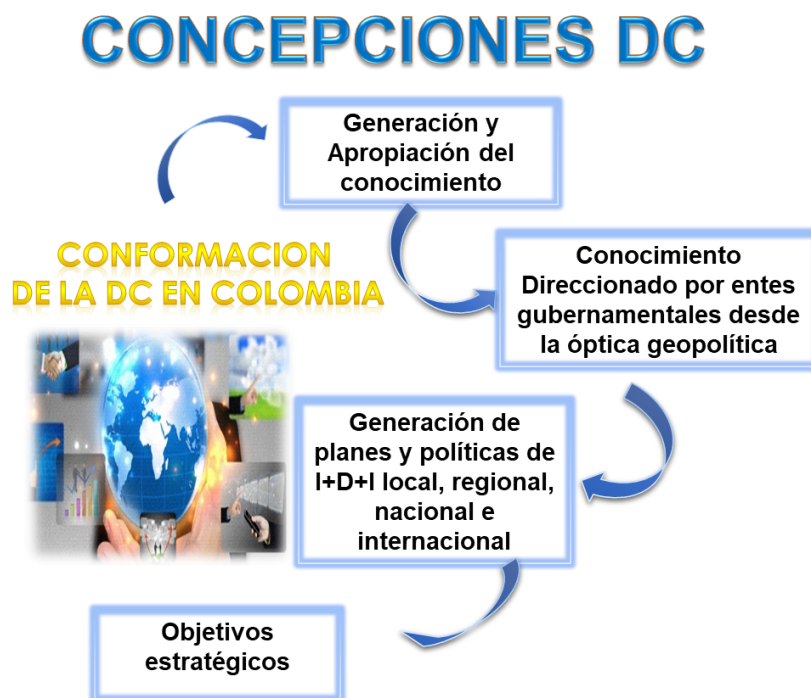 CONCEPCIONES DC
Generación y
Apropiación del
conocimiento
CONFORMACION
DE LA DC EN COLOMBIA
Conocimiento
Direccionado por entes
gubernamentales desde
la óptica geopolítica
Generación de
planes y políticas de
I+D+I local, regional,
nacional e
internacional
Objetivos
estratégicos